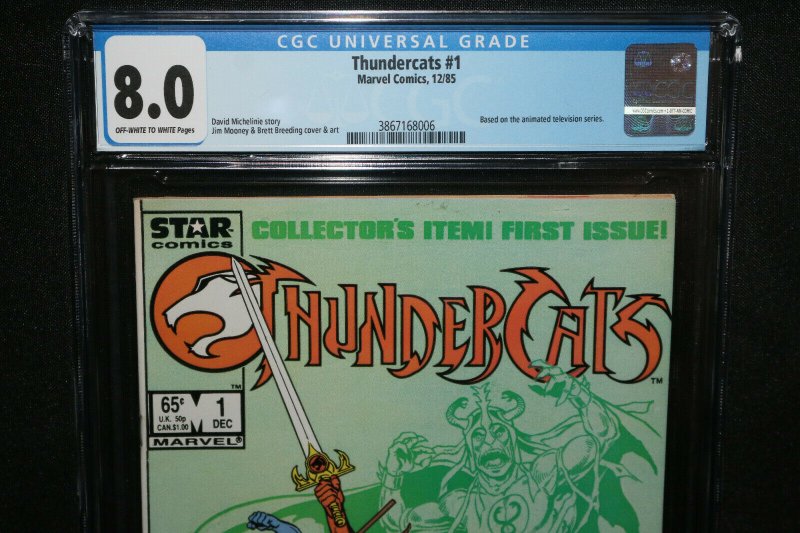 CGC UNIVERSAL GRADE
8.0
OFF-WHITE TO WHITE Pages
Thundercats #1
Marvel Comics, 12/85
David Michelinie story
Jim Mooney & Brett Breeding cover & art
3867168006
Based on the animated television series.
STAR
comics
COLLECTOR'S ITEM! FIRST ISSUE!
THUNDERCATS
TM
TM
65¢
U.K. 50p
CAN. $1.00
M
1
DEC
MARVEL®